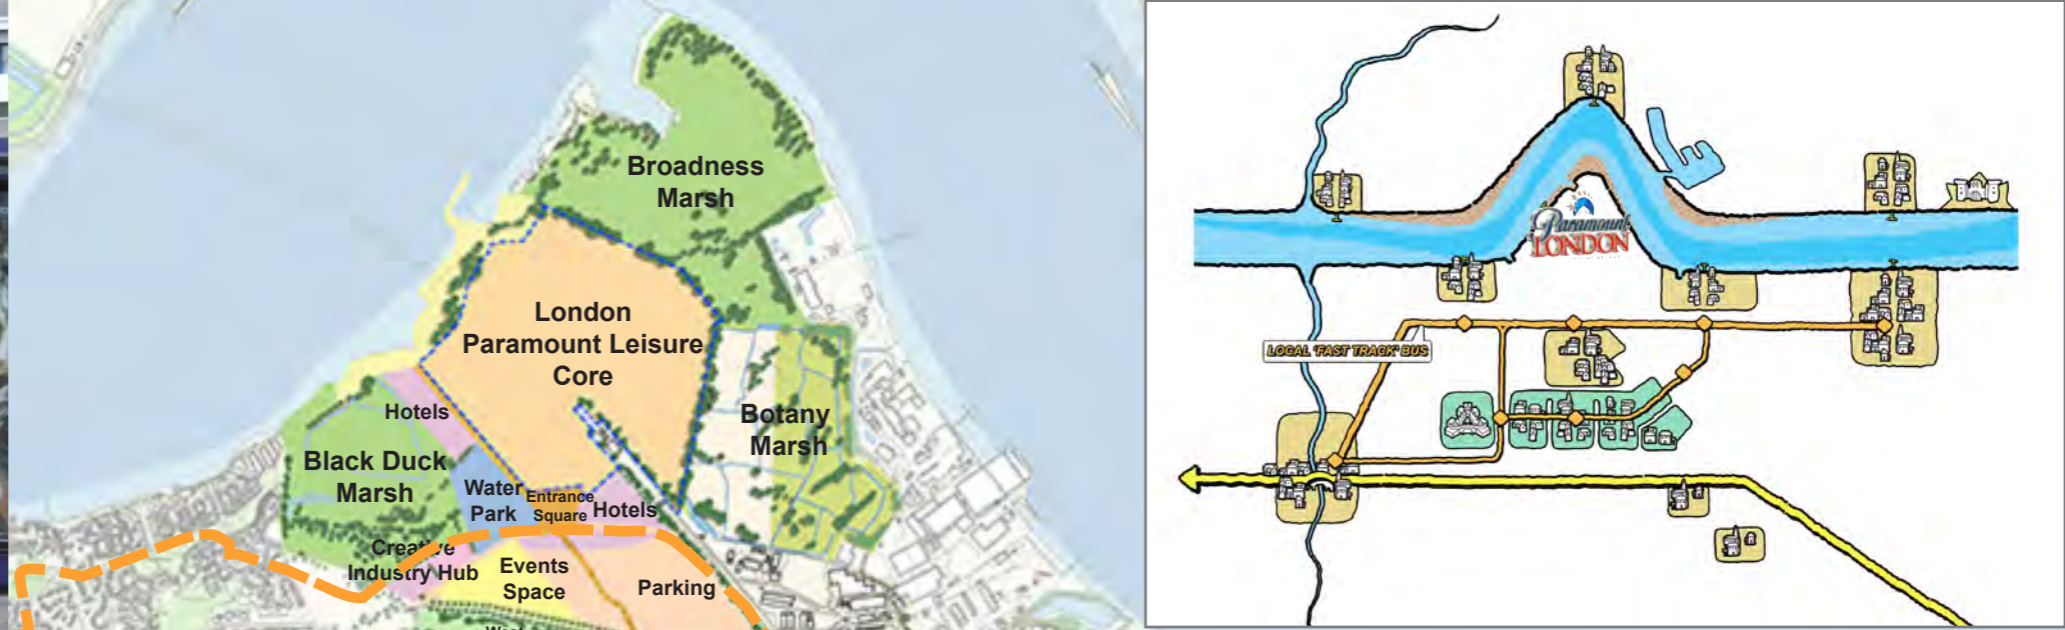 Broadness
Marsh
London
Paramount Leisure
Core
Hotels
Botany
Marsh
Black Duck
Marsh
Water
Park
Entrance
Square
Hotels
Creative
Industry Hub
Events
Space
Parking
West
Paramount
LONDON
LOCAL 'FAST TRACK' BUS